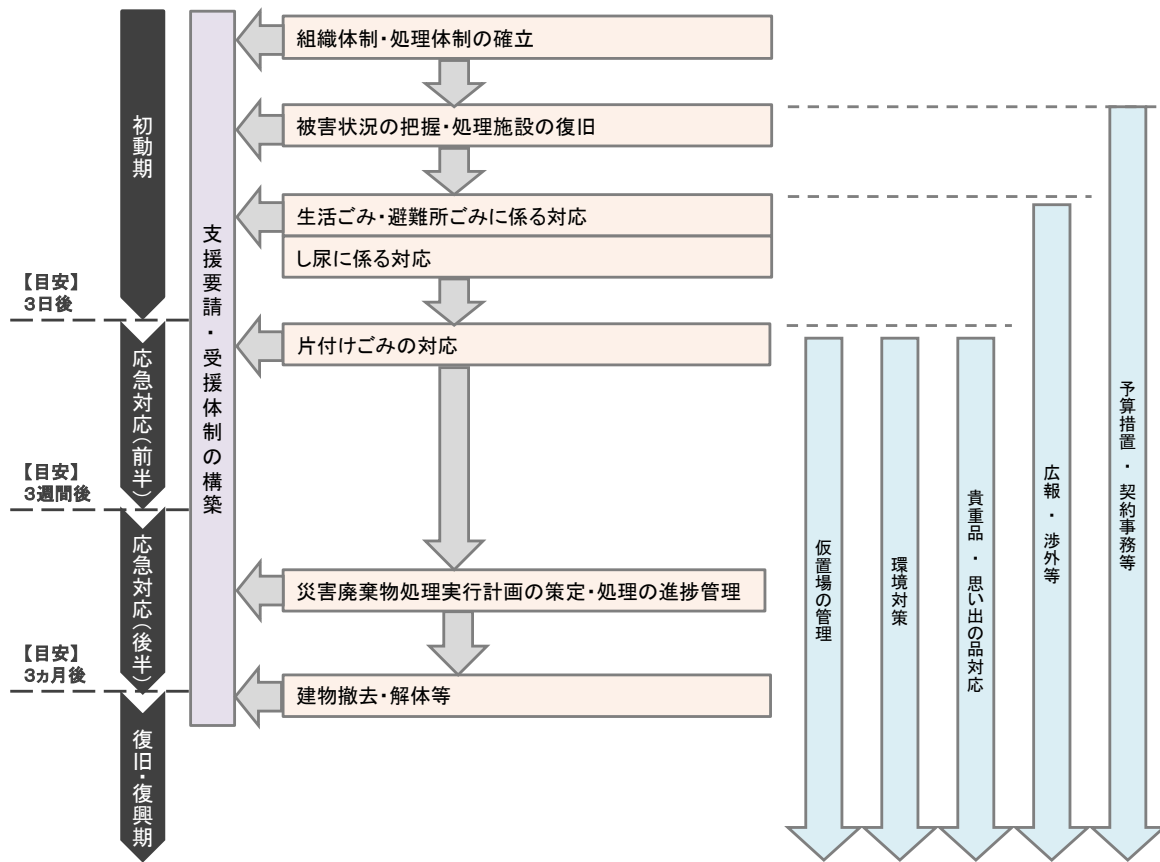 初動期
【目安】
3日後
応急対応(前半)
【目安】
3週間後
応急対応(後半)
【目安】
3ヵ月後
復旧・復興期
支援要請・受援体制の構築
組織体制・処理体制の確立
被害状況の把握・処理施設の復旧
生活ごみ・避難所ごみに係る対応
し尿に係る対応
片付けごみの対応
災害廃棄物処理実行計画の策定・処理の進捗管理
建物撤去・解体等
仮置場の管理
環境対策
貴重品・思い出の品対応
広報・渉外等
予算措置・契約事務等